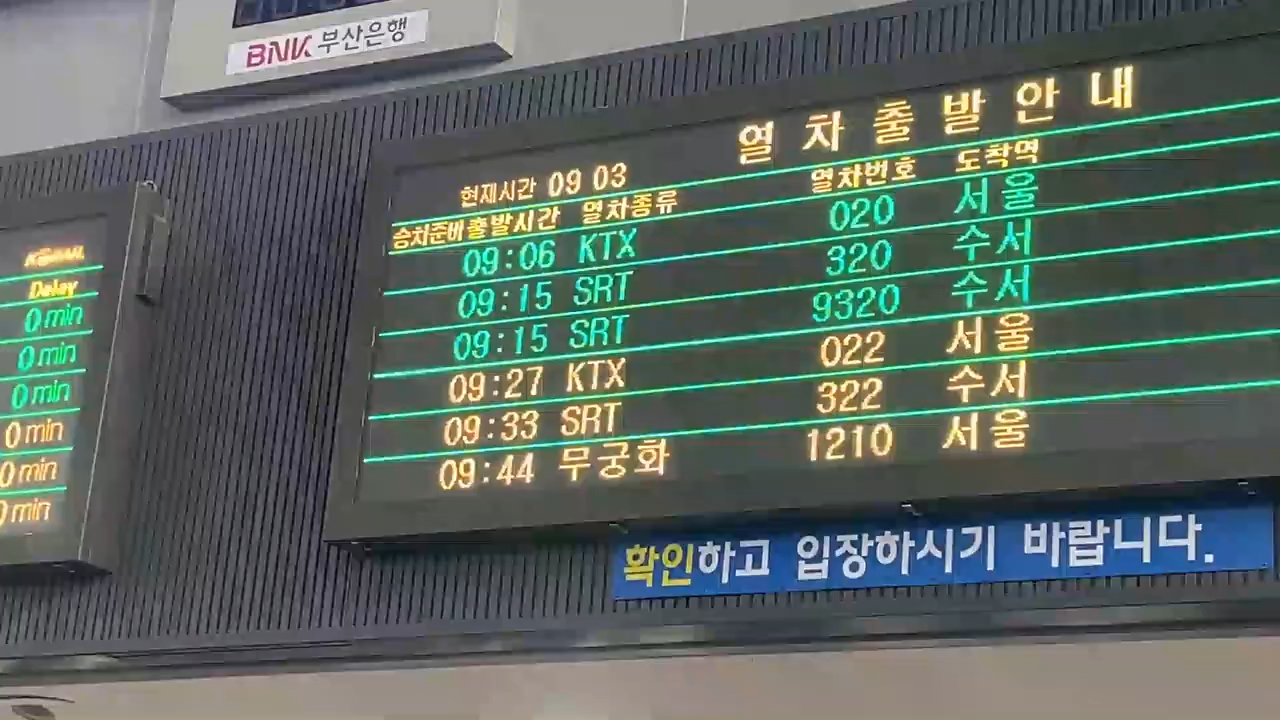 BNK 부산은행
열차출발안내
현재시간 09 03
승차준비 출발시간 열차종류 열차번호 도착역
09:06 KTX 020 서울
09:15 SRT 320 수서
09:15 SRT 9320 수서
09:27 KTX 022 서울
09:33 SRT 322 수서
09:44 무궁화 1210 서울
Delay
0 min
0 min
0 min
0 min
0 min
0 min
확인하고 입장하시기 바랍니다.